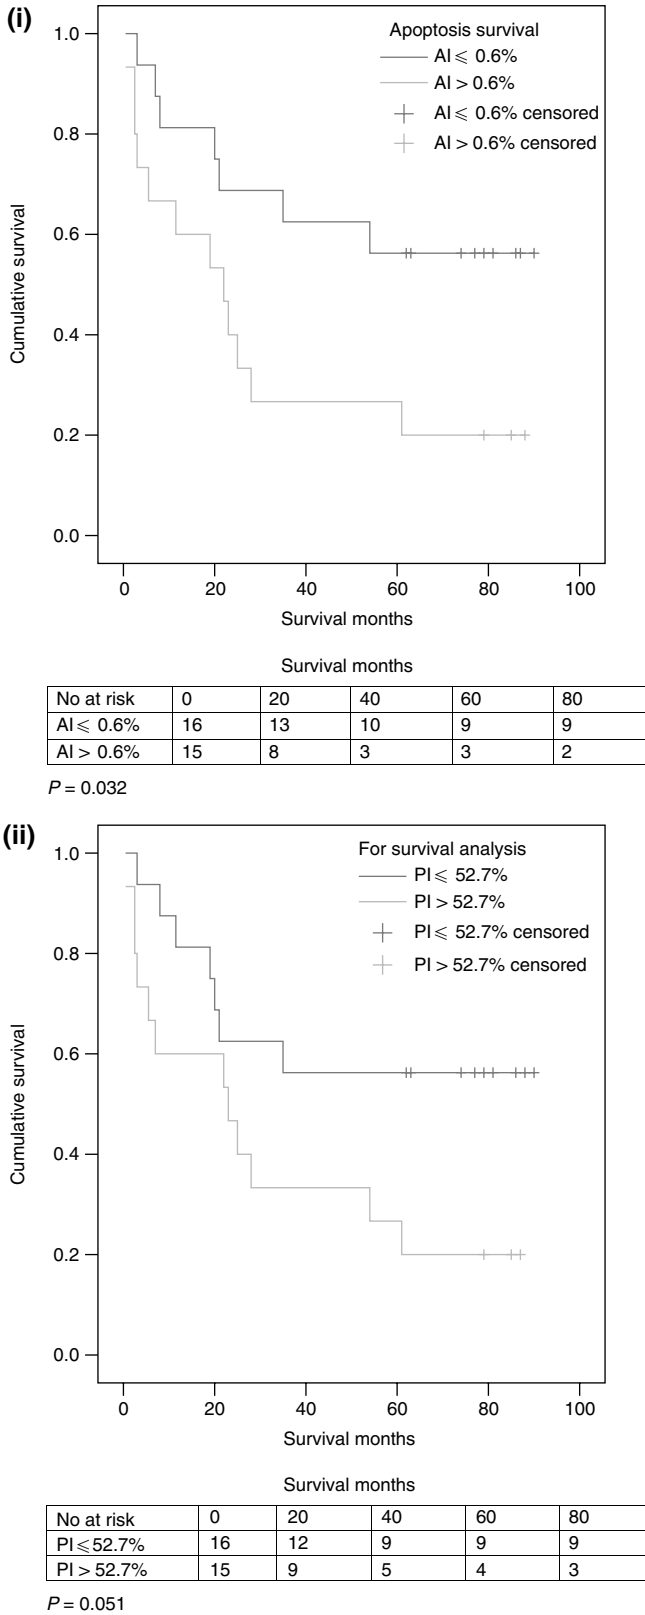 (i)
Apoptosis survival
AI ⩽ 0.6%
AI > 0.6%
AI ⩽ 0.6% censored
AI > 0.6% censored
1.0
0.8
0.6
0.4
0.2
0.0
Cumulative survival
0 20 40 60 80 100
Survival months
Survival months
No at risk 0 20 40 60 80
AI ⩽ 0.6% 16 13 10 9 9
AI > 0.6% 15 8 3 3 2
P = 0.032
(ii)
For survival analysis
PI ⩽ 52.7%
PI > 52.7%
PI ⩽ 52.7% censored
PI > 52.7% censored
1.0
0.8
0.6
0.4
0.2
0.0
Cumulative survival
0 20 40 60 80 100
Survival months
Survival months
No at risk 0 20 40 60 80
PI ⩽ 52.7% 16 12 9 9 9
PI > 52.7% 15 9 5 4 3
P = 0.051